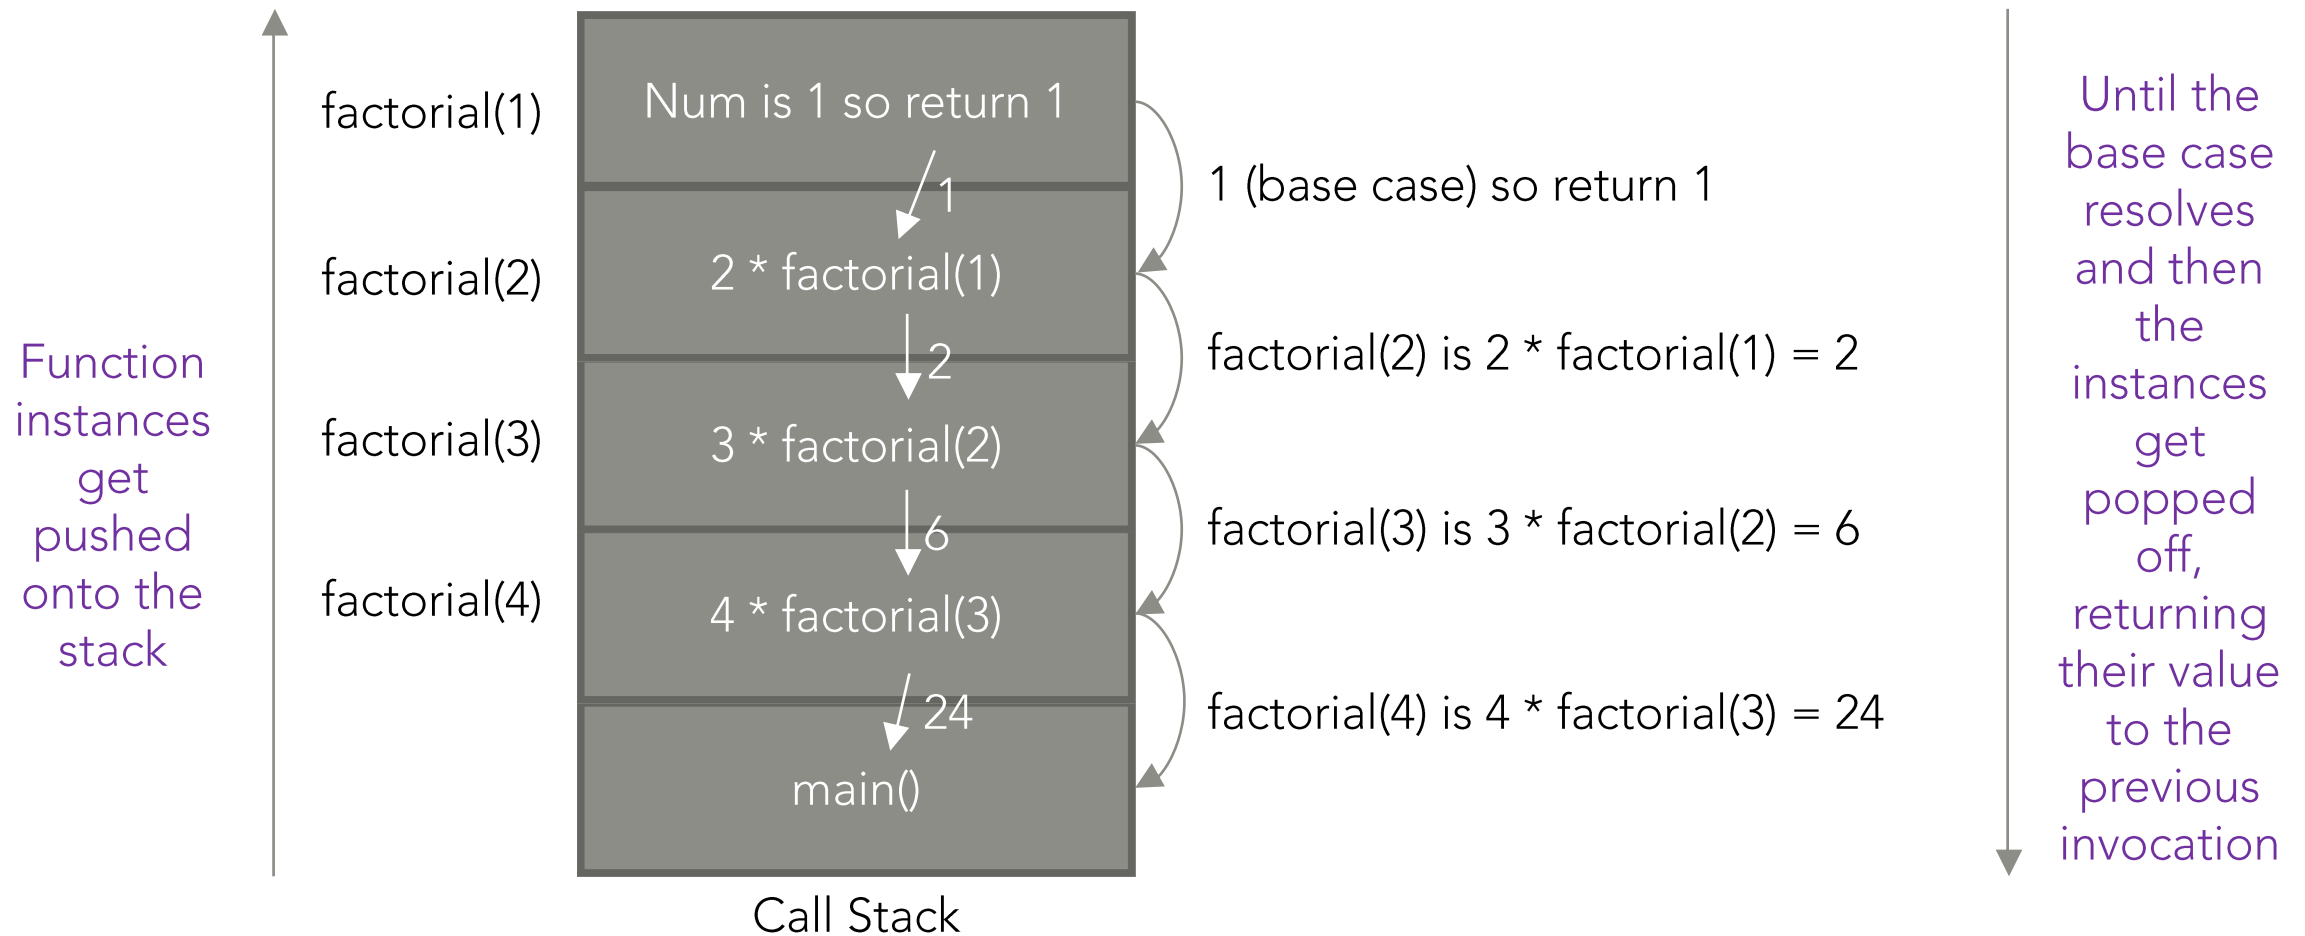 Function
instances
get
pushed
onto the
stack
factorial(1)
factorial(2)
factorial(3)
factorial(4)
Num is 1 so return 1
1
2 * factorial(1)
2
3 * factorial(2)
6
4 * factorial(3)
24
main()
Call Stack
1 (base case) so return 1
factorial(2) is 2 * factorial(1) = 2
factorial(3) is 3 * factorial(2) = 6
factorial(4) is 4 * factorial(3) = 24
Until the
base case
resolves
and then
the
instances
get
popped
off,
returning
their value
to the
previous
invocation